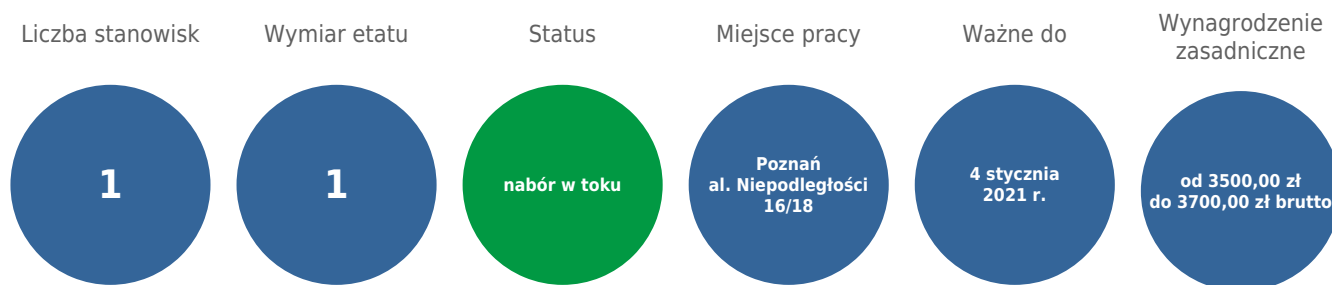 Liczba stanowisk
1
Wymiar etatu
1
Status
nabór w toku
Miejsce pracy
Poznań
al. Niepodległości
16/18
Ważne do
4 stycznia
2021 r.
Wynagrodzenie
zasadnicze
od 3500,00 zł
do 3700,00 zł brutto